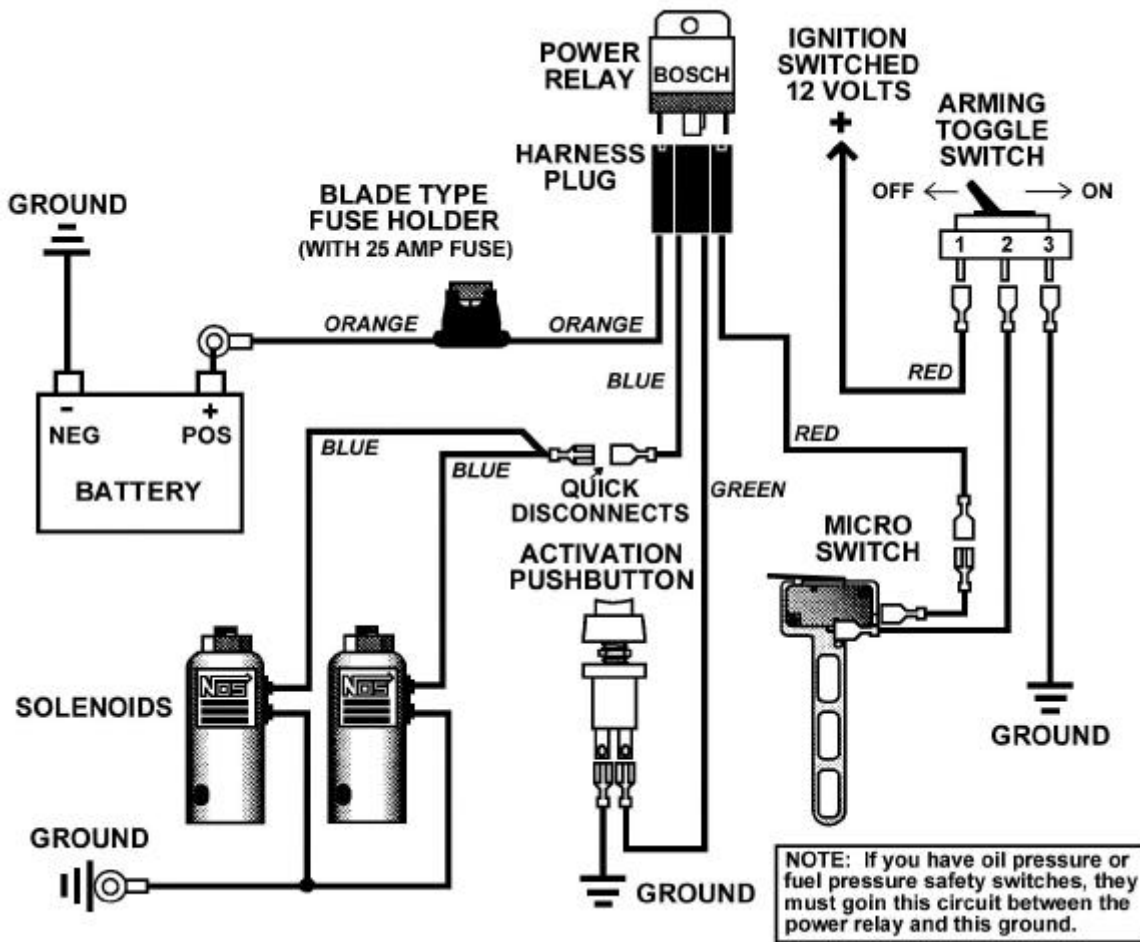 POWER
RELAY
BOSCH
IGNITION
SWITCHED
12 VOLTS
+
ARMING
TOGGLE
SWITCH
OFF
ON
HARNESS
PLUG
1 2 3
GROUND
BLADE TYPE
FUSE HOLDER
(WITH 25 AMP FUSE)
ORANGE
ORANGE
BLUE
RED
RED
- +
NEG POS
BATTERY
BLUE
BLUE
QUICK
DISCONNECTS
GREEN
MICRO
SWITCH
ACTIVATION
PUSHBUTTON
SOLENOIDS
NOS
NOS
GROUND
GROUND
GROUND
NOTE: If you have oil pressure or
fuel pressure safety switches, they
must goin this circuit between the
power relay and this ground.